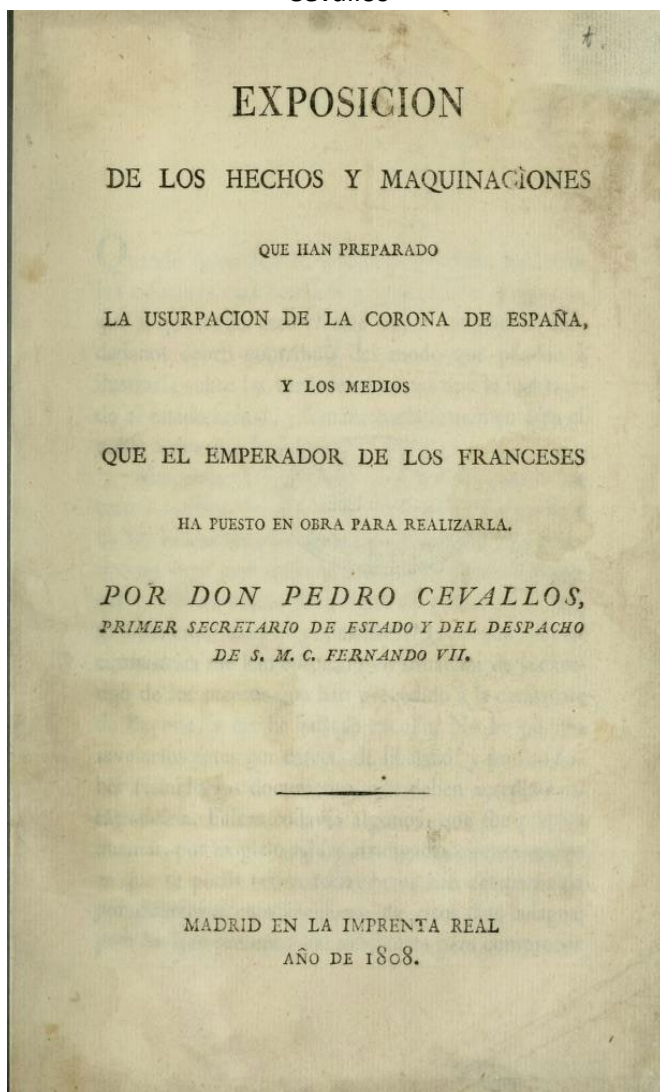 EXPOSICION
DE LOS HECHOS Y MAQUINACIONES
QUE HAN PREPARADO
LA USURPACION DE LA CORONA DE ESPAÑA,
Y LOS MEDIOS
QUE EL EMPERADOR DE LOS FRANCESES
HA PUESTO EN OBRA PARA REALIZARLA.
POR DON PEDRO CEVALLOS,
PRIMER SECRETARIO DE ESTADO Y DEL DESPACHO
DE S. M. C. FERNANDO VII.
MADRID EN LA IMPRENTA REAL
AÑO DE 1808.